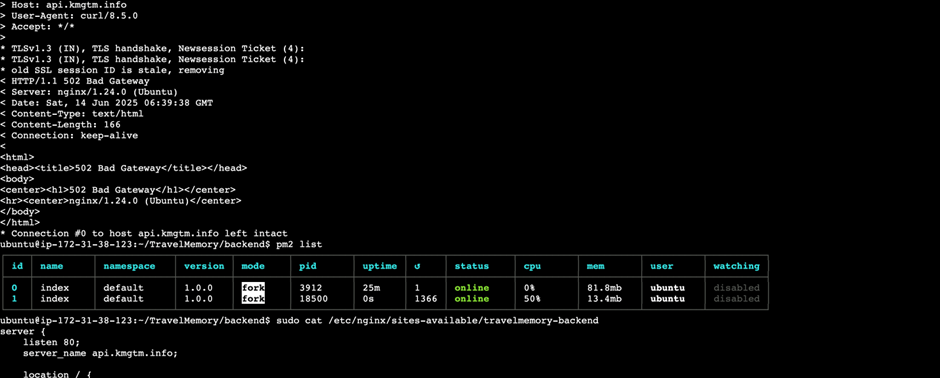 > Host: api.kmgtm.info
> User-Agent: curl/8.5.0
> Accept: */*
>
* TLSv1.3 (IN), TLS handshake, Newsession Ticket (4):
* TLSv1.3 (IN), TLS handshake, Newsession Ticket (4):
* old SSL session ID is stale, removing
< HTTP/1.1 502 Bad Gateway
< Server: nginx/1.24.0 (Ubuntu)
< Date: Sat, 14 Jun 2025 06:39:38 GMT
< Content-Type: text/html
< Content-Length: 166
< Connection: keep-alive
<
<html>
<head><title>502 Bad Gateway</title></head>
<body>
<center><h1>502 Bad Gateway</h1></center>
<hr><center>nginx/1.24.0 (Ubuntu)</center>
</body>
</html>
* Connection #0 to host api.kmgtm.info left intact
ubuntu@ip-172-31-38-123:~/TravelMemory/backend$ pm2 list
id name namespace version mode pid uptime ↺ status cpu mem user watching
0 index default 1.0.0 fork 3912 25m 1 online 0% 81.8mb ubuntu disabled
1 index default 1.0.0 fork 18500 0s 1366 online 50% 13.4mb ubuntu disabled
ubuntu@ip-172-31-38-123:~/TravelMemory/backend$ sudo cat /etc/nginx/sites-available/travelmemory-backend
server {
    listen 80;
    server_name api.kmgtm.info;
    location / {